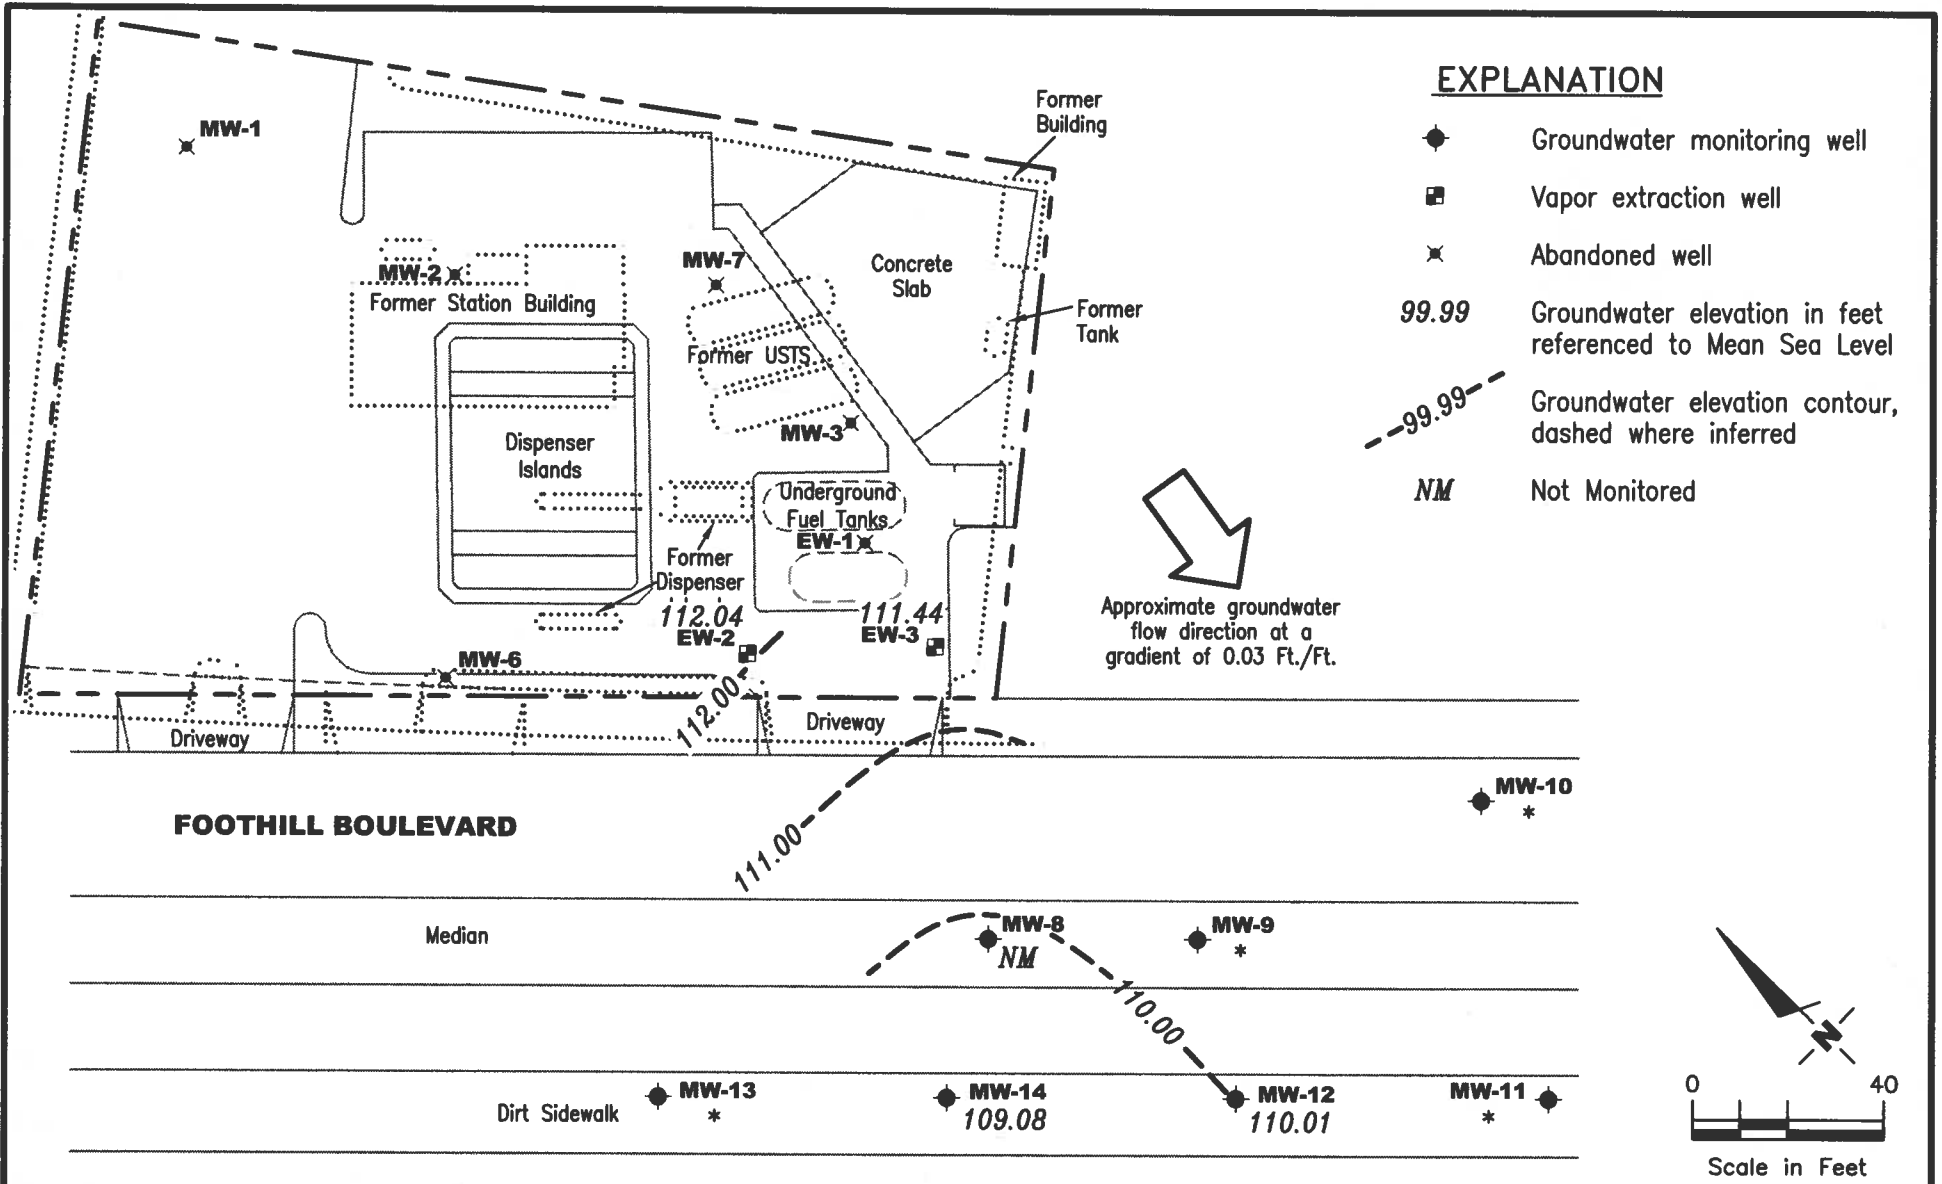 EXPLANATION
Groundwater monitoring well
Vapor extraction well
Abandoned well
99.99 Groundwater elevation in feet
referenced to Mean Sea Level
99.99 Groundwater elevation contour,
dashed where inferred
NM Not Monitored
Former
Building
MW-1
MW-2
Former Station Building
MW-7
Concrete
Slab
Former
Tank
Former USTS
MW-3
Dispenser
Islands
Underground
Fuel Tanks
EW-1
Former
Dispenser
112.04
EW-2
111.44
EW-3
Approximate groundwater
flow direction at a
gradient of 0.03 Ft./Ft.
MW-6
112.00
Driveway
Driveway
MW-10
*
FOOTHILL BOULEVARD
111.00
Median
MW-8
NM
MW-9
*
110.00
N
Dirt Sidewalk
MW-13
*
MW-14
109.08
MW-12
110.01
MW-11
*
0 40
Scale in Feet